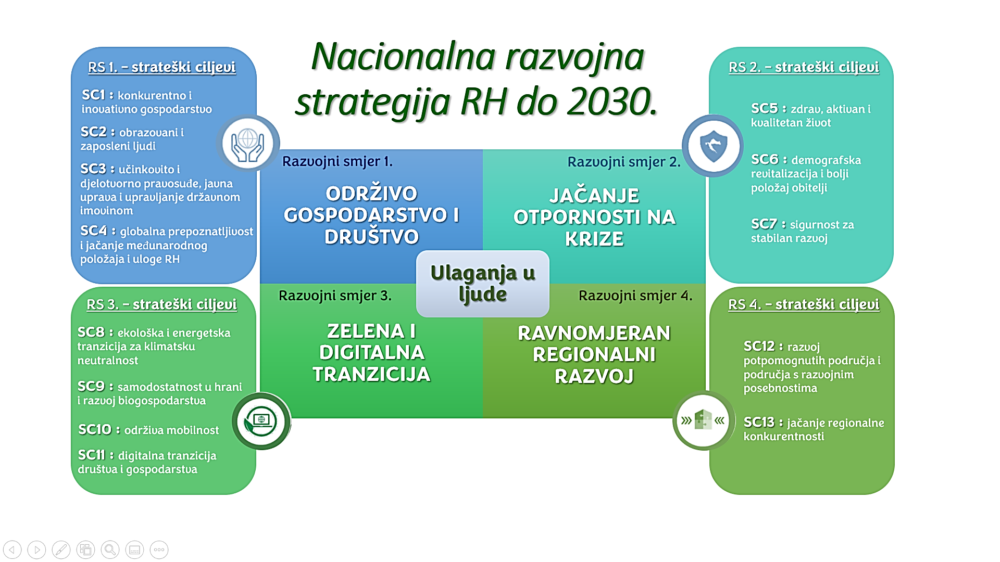 Nacionalna razvojna
strategija RH do 2030.
RS 1. – strateški ciljevi
SC1 : konkurentno i
inovativno gospodarstvo
SC2 : obrazovani i
zaposleni ljudi
SC3 : učinkovito i
djelotvorno pravosuđe, javna
uprava i upravljanje državnom
imovinom
SC4 : globalna prepoznatljivost
i jačanje međunarodnog
položaja i uloge RH
Razvojni smjer 1.
ODRŽIVO
GOSPODARSTVO I
DRUŠTVO
Razvojni smjer 2.
JAČANJE
OTPORNOSTI NA
KRIZE
RS 2. – strateški ciljevi
SC5 : zdrav, aktivan i
kvalitetan život
SC6 : demografska
revitalizacija i bolji
položaj obitelji
SC7 : sigurnost za
stabilan razvoj
Ulaganja u
ljude
RS 3. – strateški ciljevi
SC8 : ekološka i energetska
tranzicija za klimatsku
neutralnost
SC9 : samodostatnost u hrani
i razvoj biogospodarstva
SC10 : održiva mobilnost
SC11 : digitalna tranzicija
društva i gospodarstva
Razvojni smjer 3.
ZELENA I
DIGITALNA
TRANZICIJA
Razvojni smjer 4.
RAVNOMJERAN
REGIONALNI
RAZVOJ
RS 4. – strateški ciljevi
SC12 : razvoj
potpomognutih područja i
područja s razvojnim
posebnostima
SC13 : jačanje regionalne
konkurentnosti